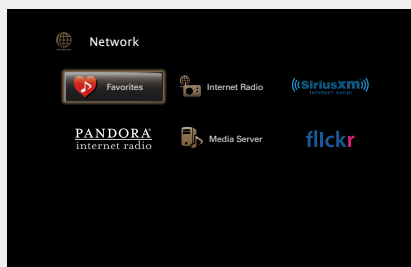 Network
Favorites
Internet Radio
((SiriusXM))
INTERNET RADIO
PANDORA®
internet radio
Media Server
flickr